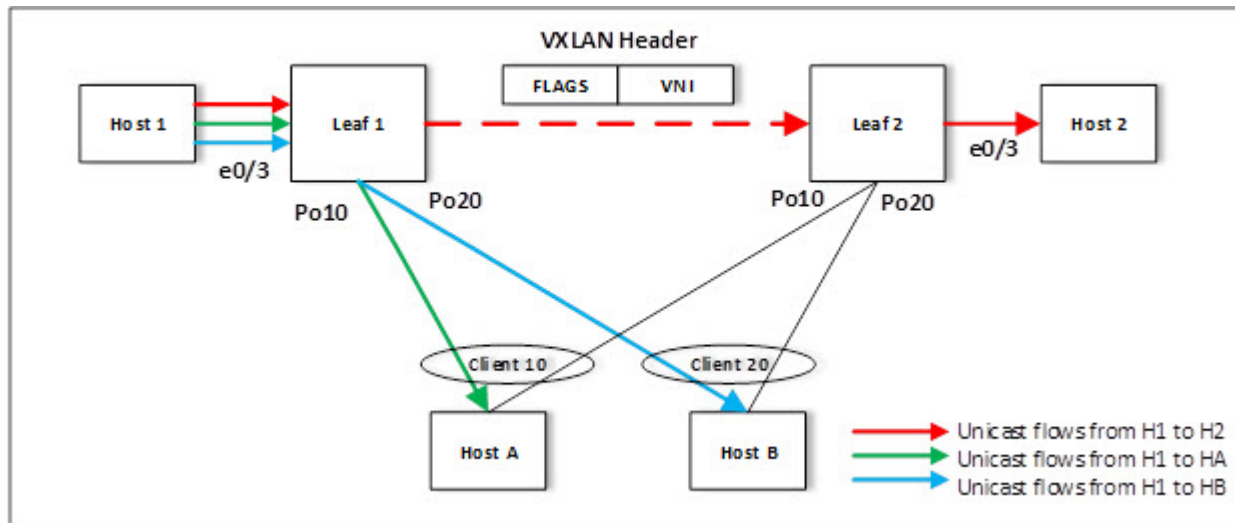 VXLAN Header
FLAGS VNI
Host 1
Leaf 1
Leaf 2
Host 2
e0/3
e0/3
Po10
Po20
Po10
Po20
Client 10
Client 20
Host A
Host B
Unicast flows from H1 to H2
Unicast flows from H1 to HA
Unicast flows from H1 to HB